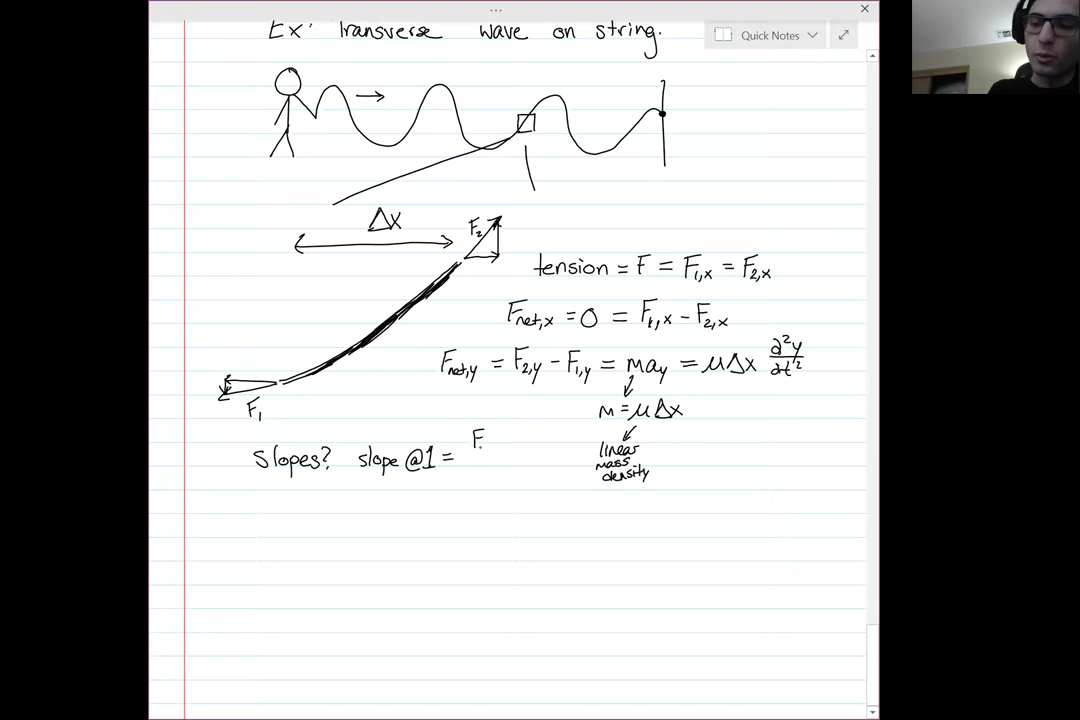 Ex: Transverse wave on string.
Quick Notes
Δx
F₂
tension = F = F₁,ₓ = F₂,ₓ
Fnet,x = 0 = F₁,ₓ - F₂,ₓ
Fnet,y = F₂,y - F₁,y = may = μΔx ∂²y/∂t²
F₁
m = μΔx
linear
mass
density
Slopes? slope @1 = F